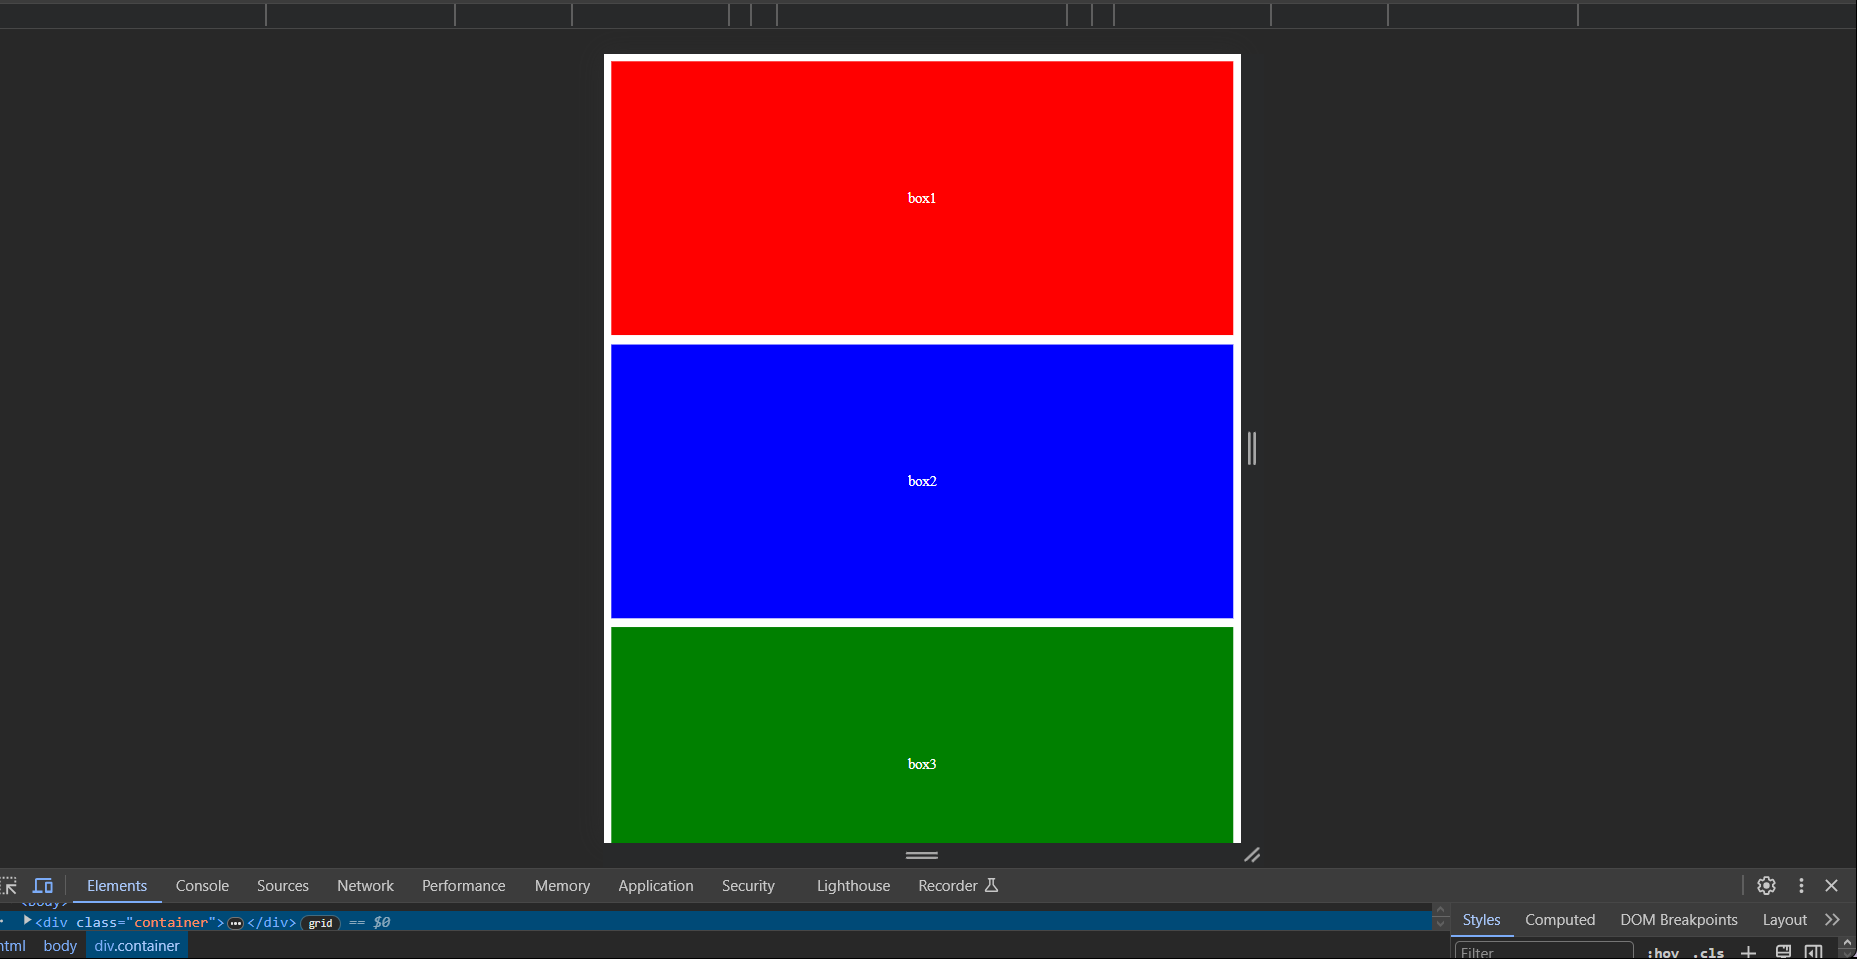 box1
box2
box3
Elements Console Sources Network Performance Memory Application Security Lighthouse Recorder
<body>
<div class="container"> </div> grid == $0
html body div.container
Styles Computed DOM Breakpoints Layout
Filter :hov .cls